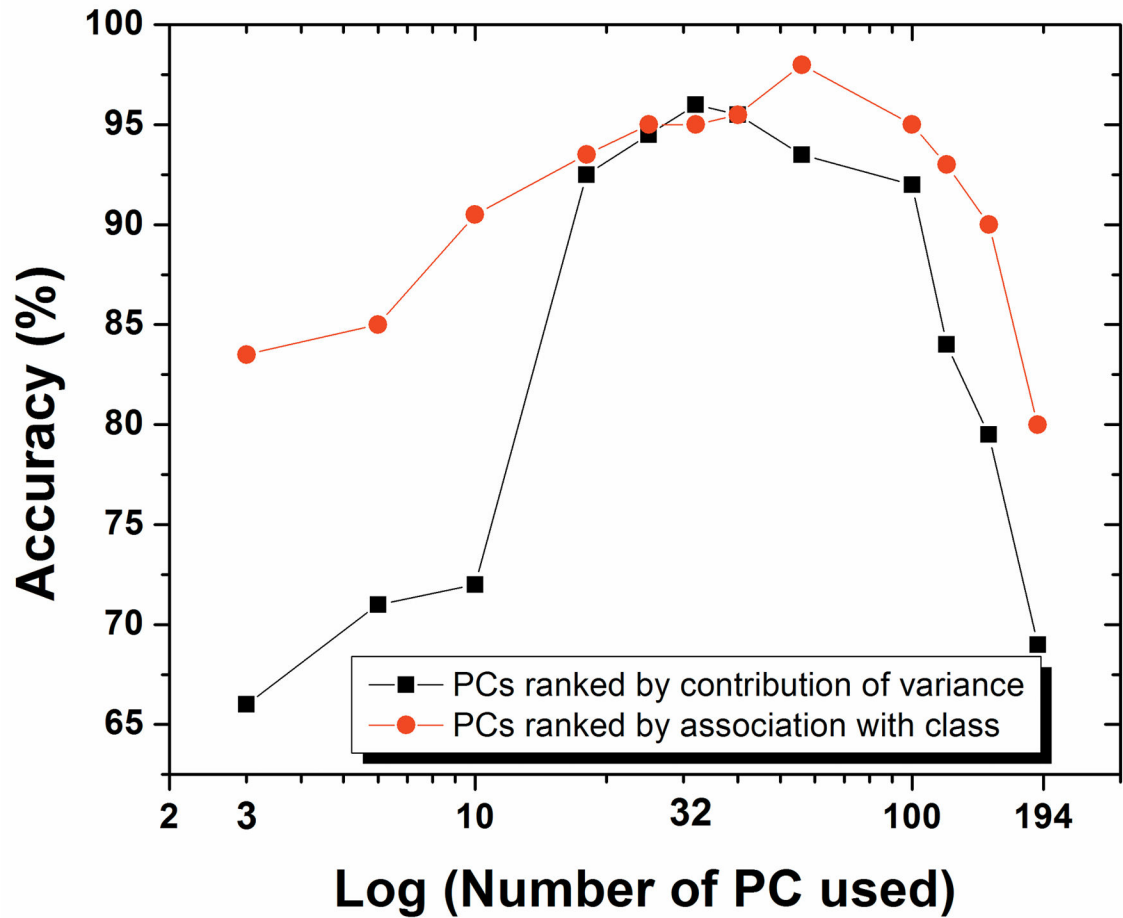 100
95
90
85
80
75
70
65
Accuracy (%)
PCs ranked by contribution of variance
PCs ranked by association with class
2 3 10 32 100 194
Log (Number of PC used)